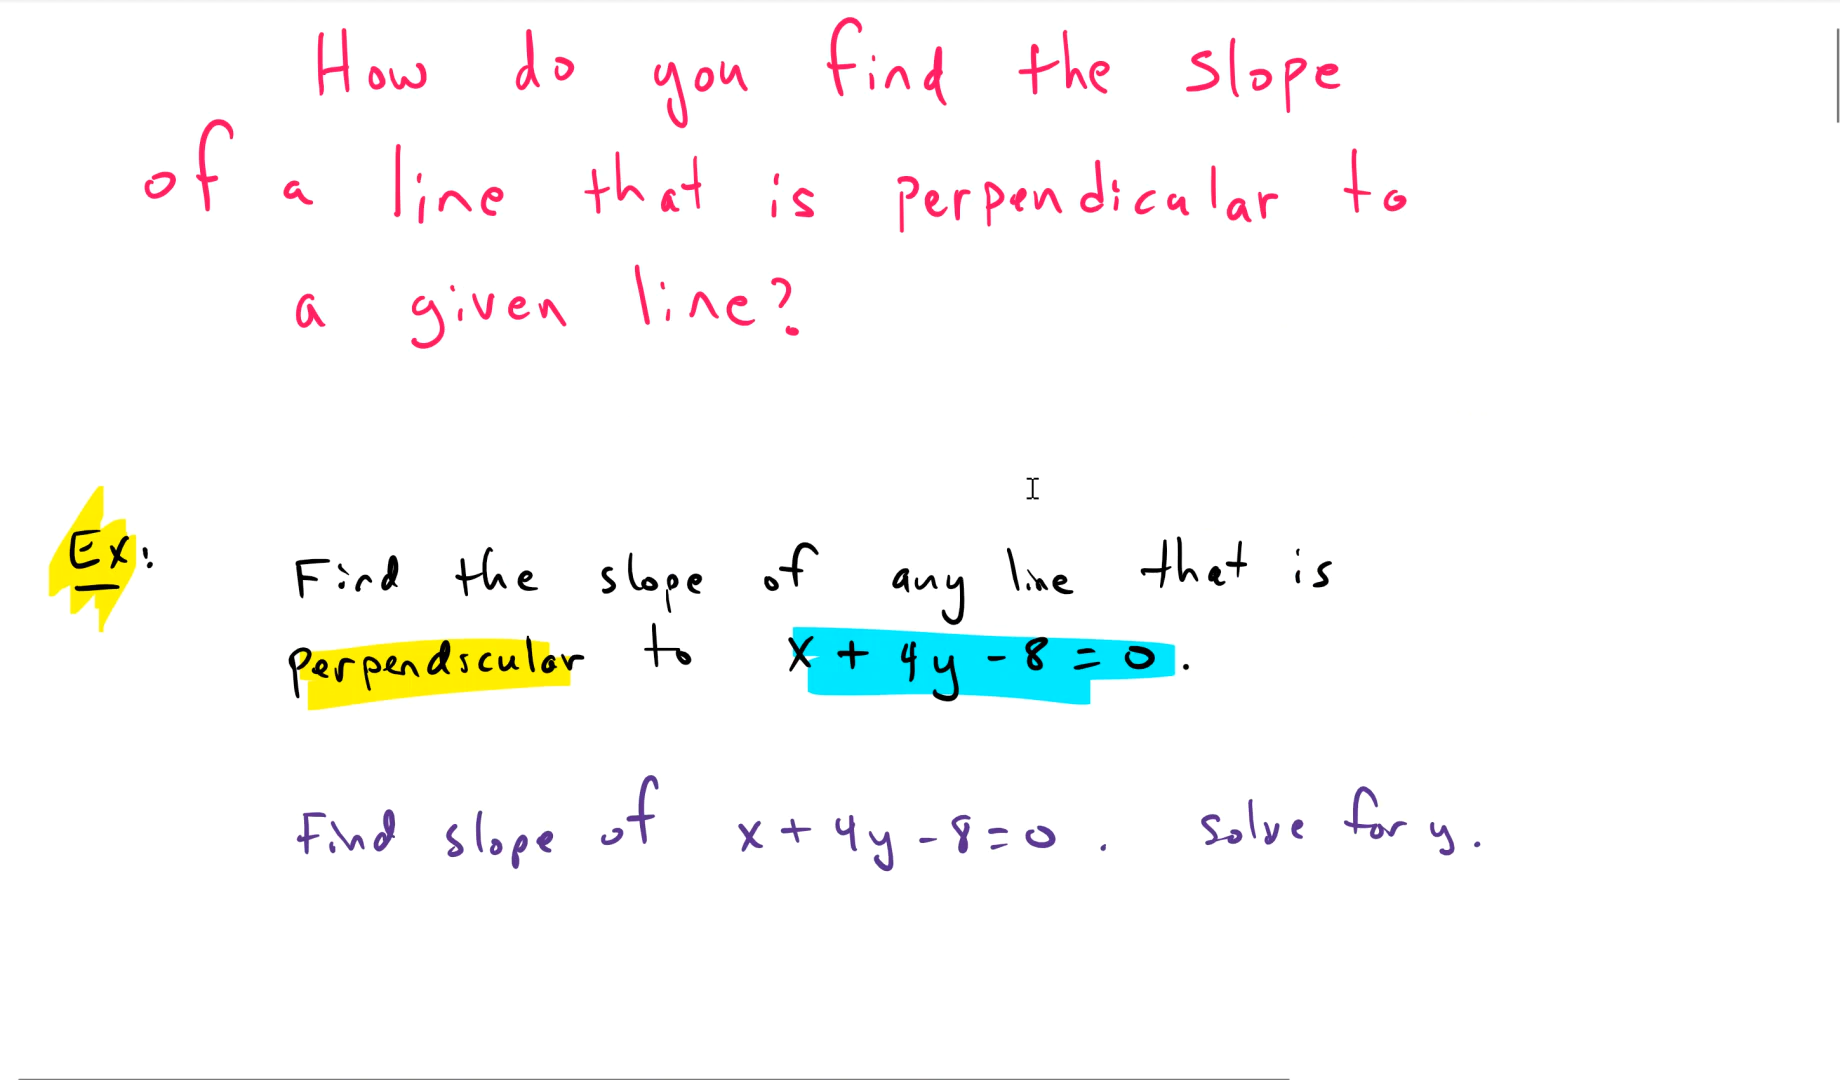 How do you find the slope
of a line that is perpendicular to
a given line?
Ex: Find the slope of any line that is
perpendicular to x + 4y - 8 = 0.
Find slope of x + 4y - 8 = 0. solve for y.